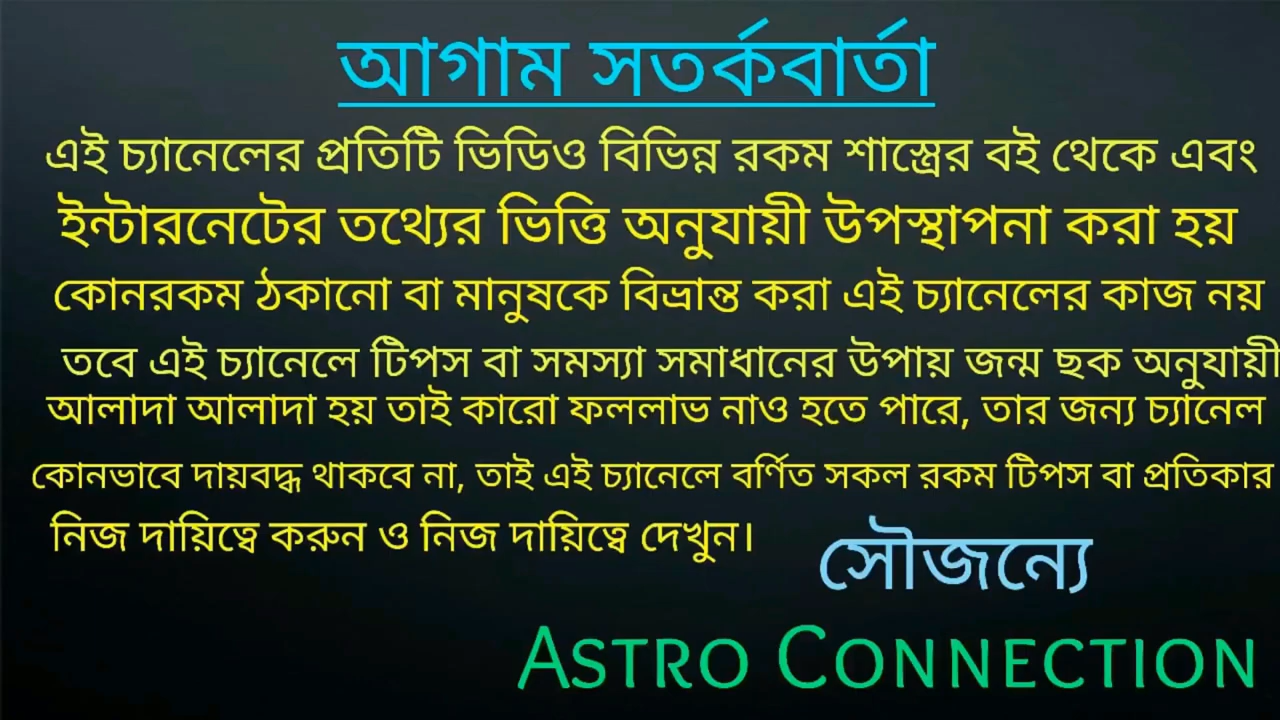 আগাম সতর্কবার্তা
এই চ্যানেলের প্রতিটি ভিডিও বিভিন্ন রকম শাস্ত্রের বই থেকে এবং
ইন্টারনেটের তথ্যের ভিত্তি অনুযায়ী উপস্থাপনা করা হয়
কোনরকম ঠকানো বা মানুষকে বিভ্রান্ত করা এই চ্যানেলের কাজ নয়
তবে এই চ্যানেলে টিপস বা সমস্যা সমাধানের উপায় জন্ম ছক অনুযায়ী
আলাদা আলাদা হয় তাই কারো ফললাভ নাও হতে পারে, তার জন্য চ্যানেল
কোনভাবে দায়বদ্ধ থাকবে না, তাই এই চ্যানেলে বর্ণিত সকল রকম টিপস বা প্রতিকার
নিজ দায়িত্বে করুন ও নিজ দায়িত্বে দেখুন।
সৌজন্যে
ASTRO CONNECTION